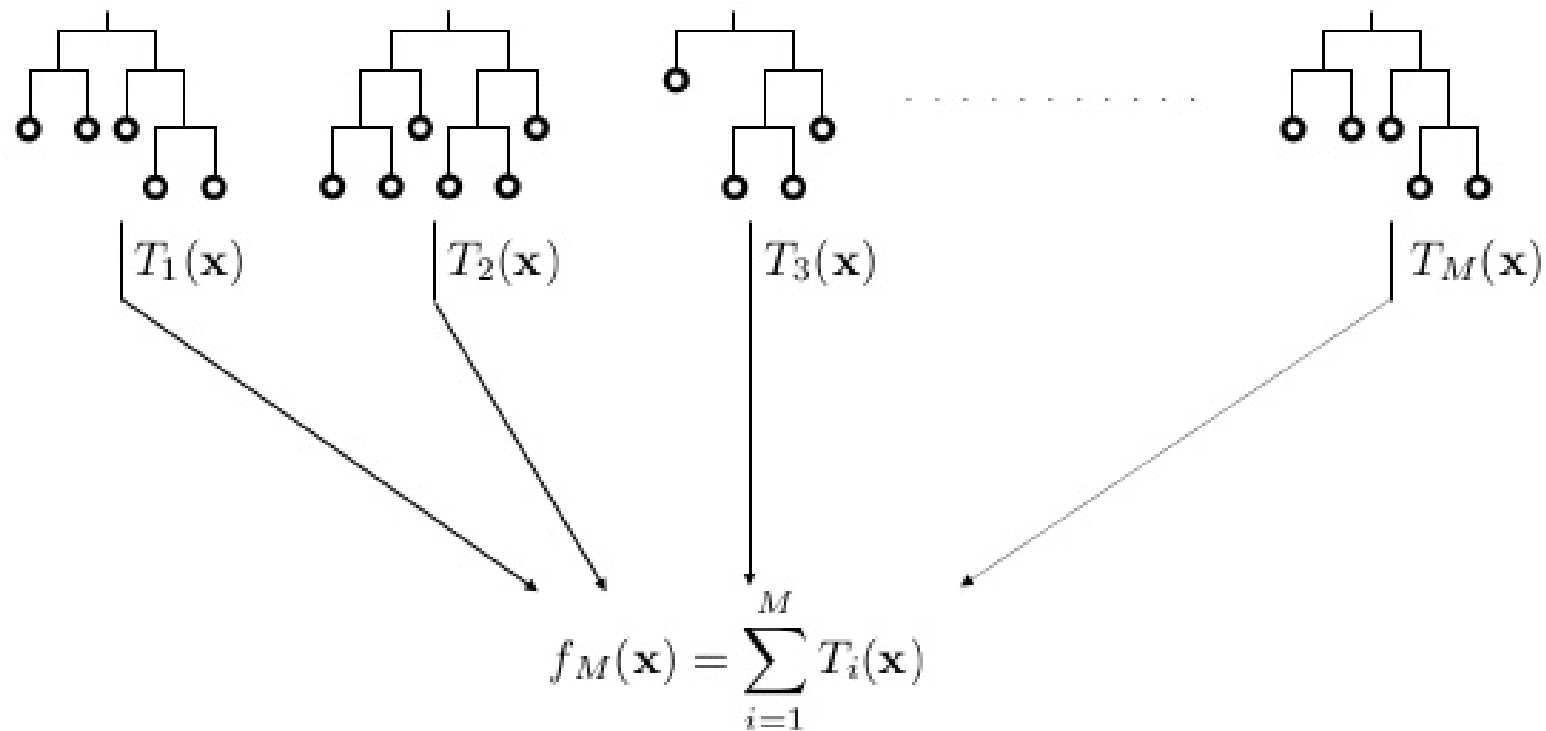 T₁(x) T₂(x) T₃(x) T_M(x)
f_M(x) = ∑_{i=1}^{M} T_i(x)